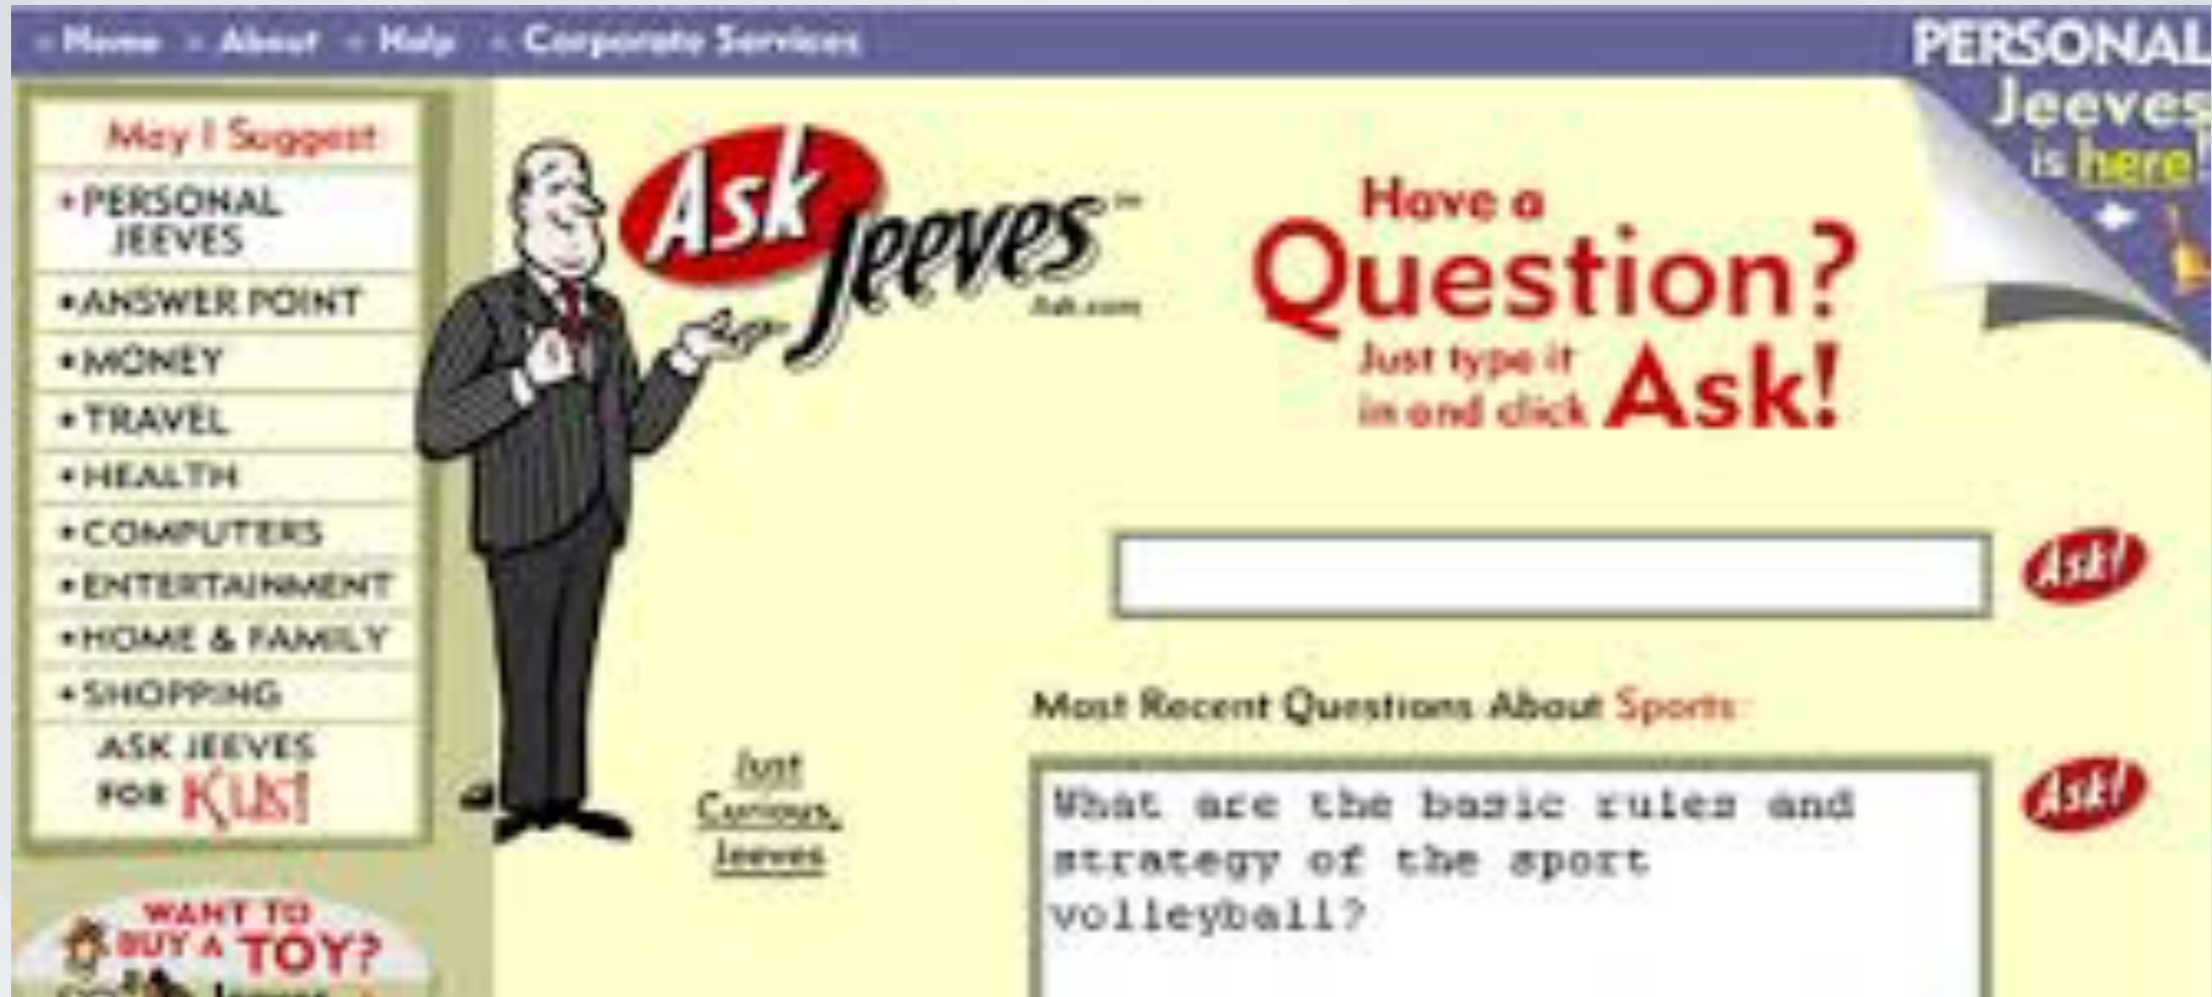 Home About Help Corporate Services
PERSONAL
Jeeves
is here!
May I Suggest:
• PERSONAL
JEEVES
• ANSWER POINT
• MONEY
• TRAVEL
• HEALTH
• COMPUTERS
• ENTERTAINMENT
• HOME & FAMILY
• SHOPPING
ASK JEEVES
FOR Kids!
WANT TO
BUY A TOY?
Ask
Jeeves™
Ask.com
Just
Curious,
Jeeves
Have a
Question?
Just type it
in and click Ask!
Ask!
Most Recent Questions About Sports:
What are the basic rules and
strategy of the sport
volleyball?
Ask!